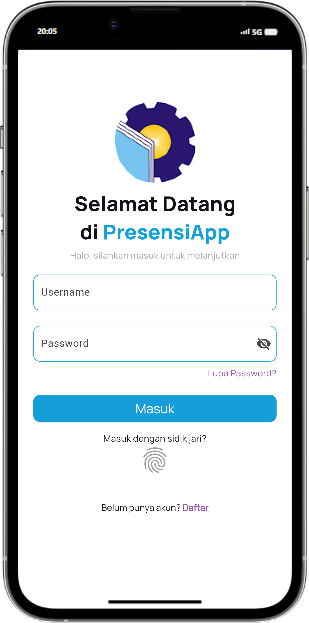 20:05
5G
Selamat Datang
di PresensiApp
Halo, silahkan masuk untuk melanjutkan
Username
Password
Lupa Password?
Masuk
Masuk dengan sidik jari?
Belum punya akun? Daftar